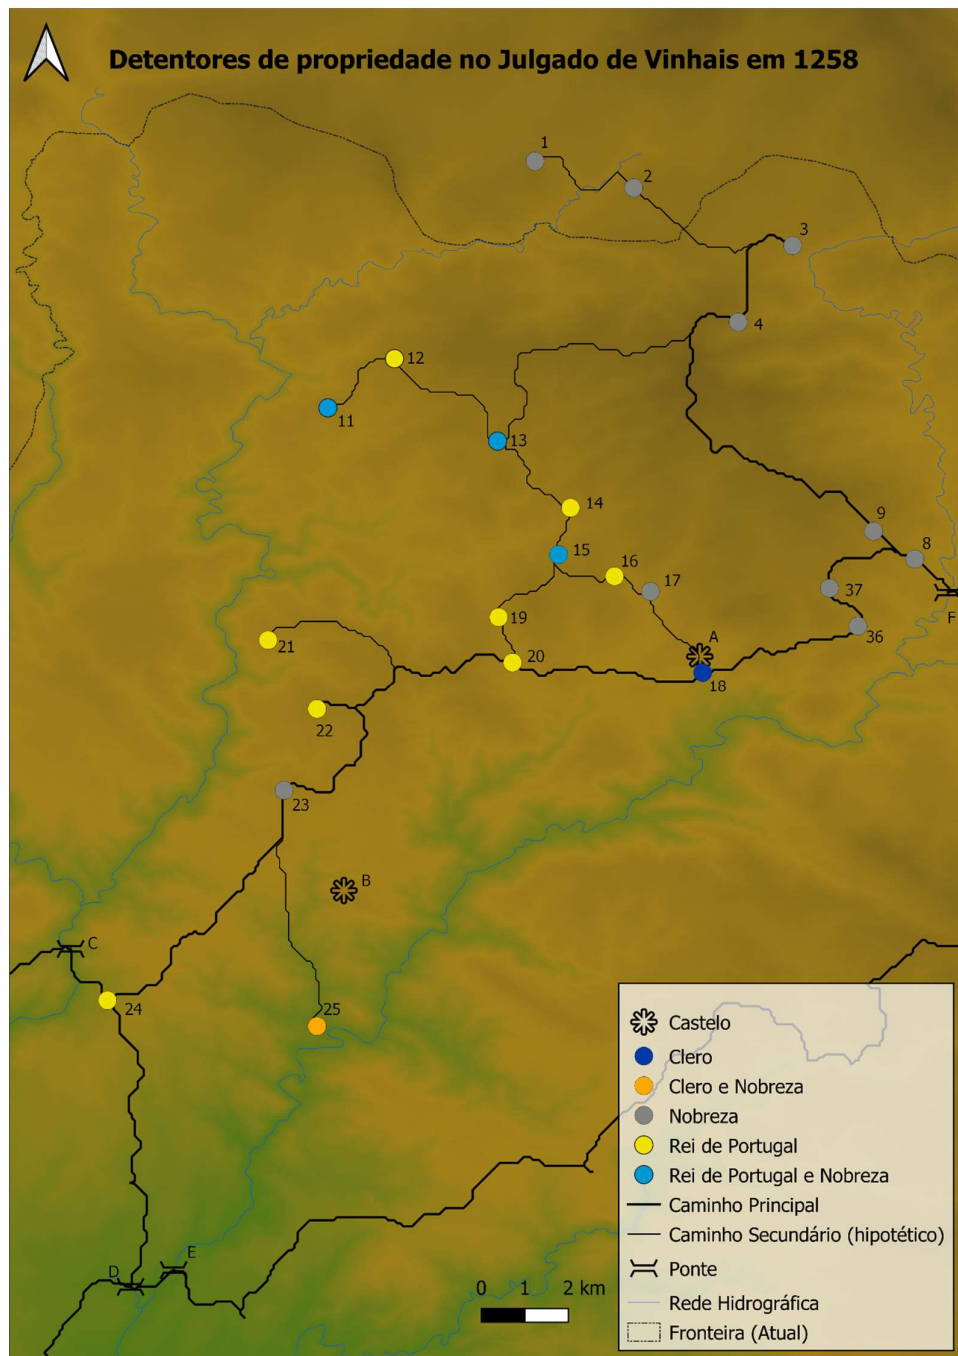 Detentores de propriedade no Julgado de Vinhais em 1258
1
2
3
4
12
11
13
14
9
15
16
8
17
37
F
19
36
21
A
20
18
22
23
B
C
25
24
Castelo
Clero
Clero e Nobreza
Nobreza
Rei de Portugal
Rei de Portugal e Nobreza
Caminho Principal
Caminho Secundário (hipotético)
E
D
Ponte
0 1 2 km
Rede Hidrográfica
Fronteira (Atual)